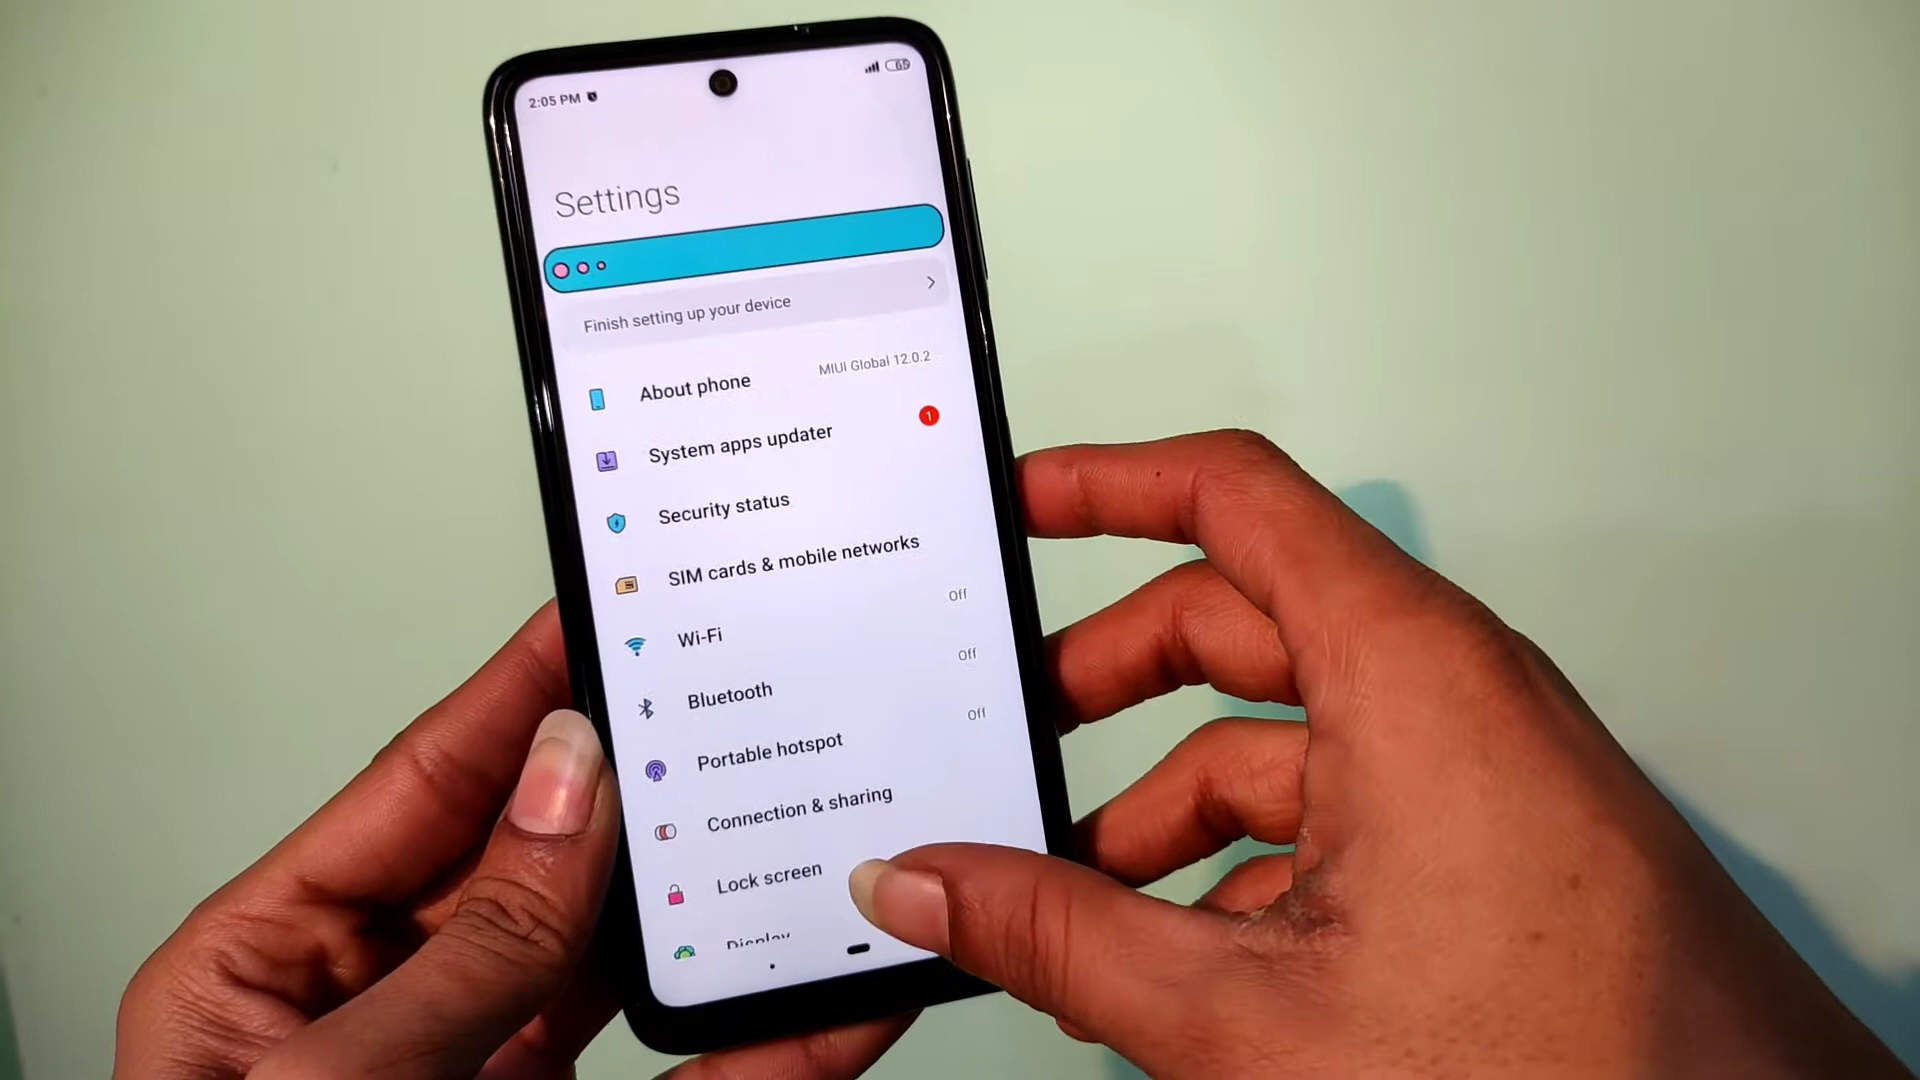 2:05 PM
65
Settings
Finish setting up your device
About phone MIUI Global 12.0.2
System apps updater 1
Security status
SIM cards & mobile networks
Wi-Fi Off
Bluetooth Off
Portable hotspot Off
Connection & sharing
Lock screen
Display